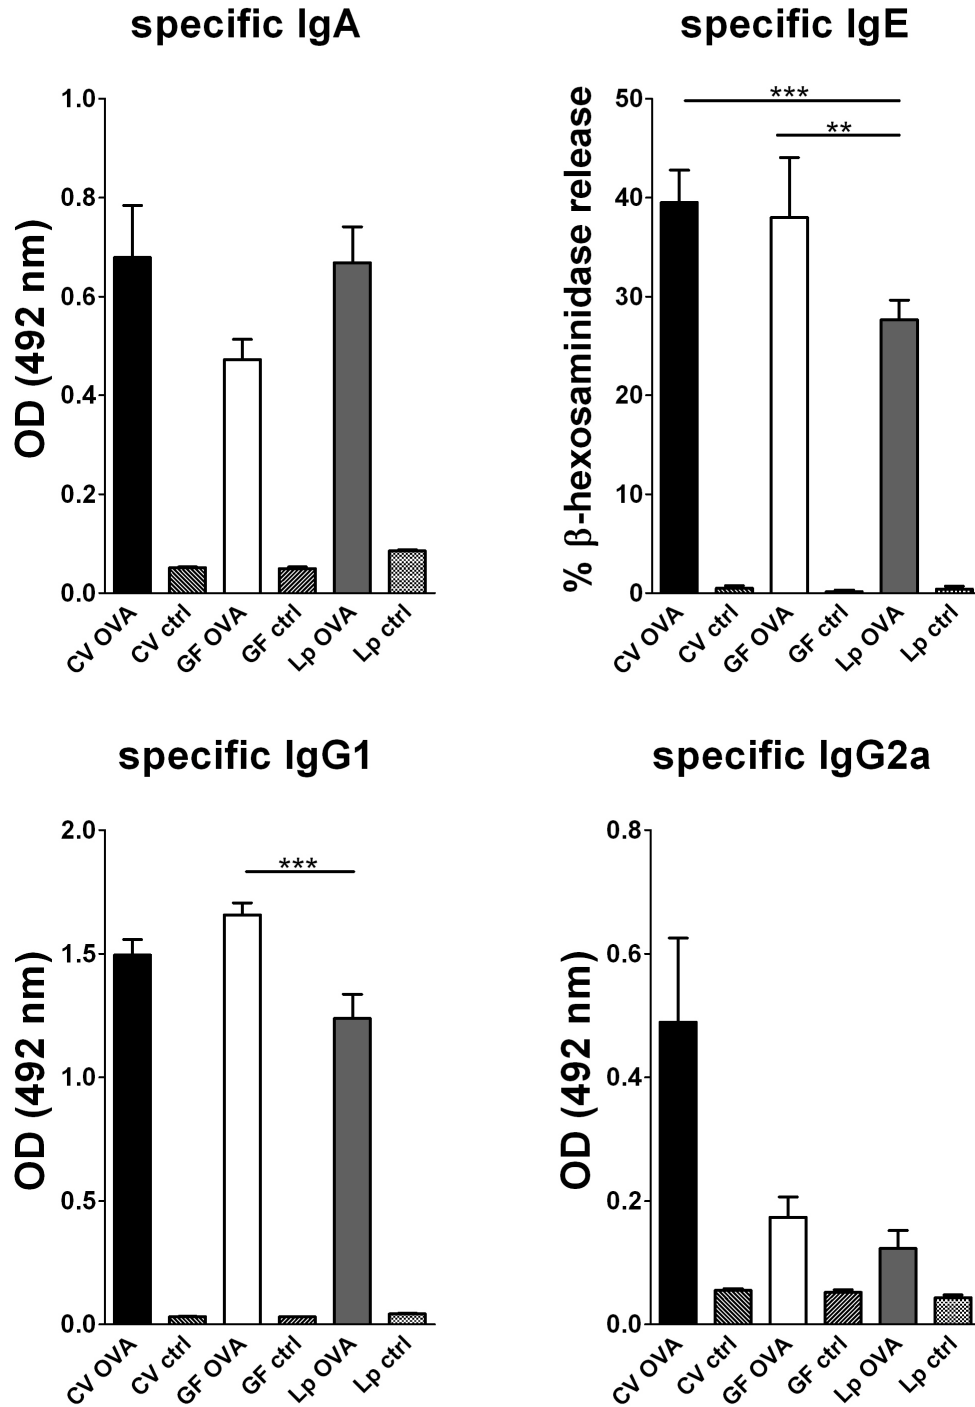 specific IgA
OD (492 nm)
1.0
0.8
0.6
0.4
0.2
0.0
CV OVA
CV ctrl
GF OVA
GF ctrl
Lp OVA
Lp ctrl
specific IgE
% β-hexosaminidase release
50
40
30
20
10
0
***
**
CV OVA
CV ctrl
GF OVA
GF ctrl
Lp OVA
Lp ctrl
specific IgG1
OD (492 nm)
2.0
1.5
1.0
0.5
0.0
***
CV OVA
CV ctrl
GF OVA
GF ctrl
Lp OVA
Lp ctrl
specific IgG2a
OD (492 nm)
0.8
0.6
0.4
0.2
0.0
CV OVA
CV ctrl
GF OVA
GF ctrl
Lp OVA
Lp ctrl